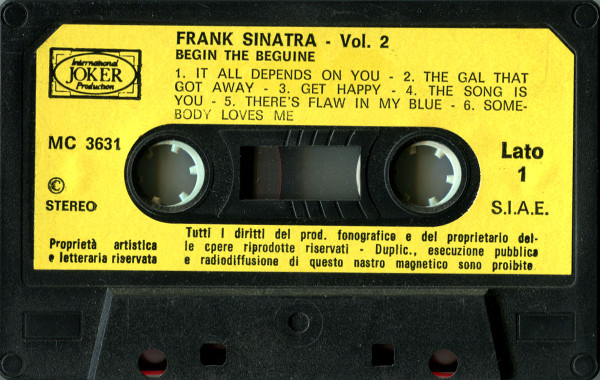 FRANK SINATRA - Vol. 2
BEGIN THE BEGUINE
International
JOKER
Production
1. IT ALL DEPENDS ON YOU - 2. THE GAL THAT
GOT AWAY - 3. GET HAPPY - 4. THE SONG IS
YOU - 5. THERE'S FLAW IN MY BLUE - 6. SOME-
BODY LOVES ME
MC 3631
Lato
1
©
STEREO
S.I.A.E.
Proprietà artistica
e letteraria riservata
Tutti i diritti del prod. fonografico e del proprietario del-
le cpere riprodotte riservati - Duplic., esecuzione pubblica
e radiodiffusione di questo nastro magnetico sono proibite